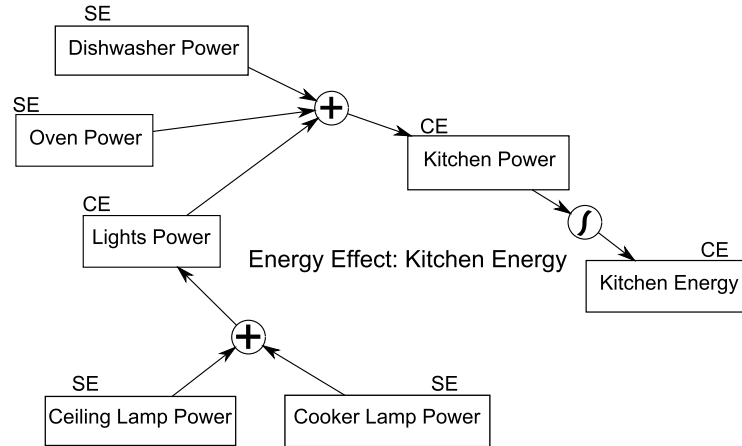 SE
Dishwasher Power
SE
Oven Power
CE
Kitchen Power
CE
Lights Power
Energy Effect: Kitchen Energy
CE
Kitchen Energy
SE
Ceiling Lamp Power
SE
Cooker Lamp Power